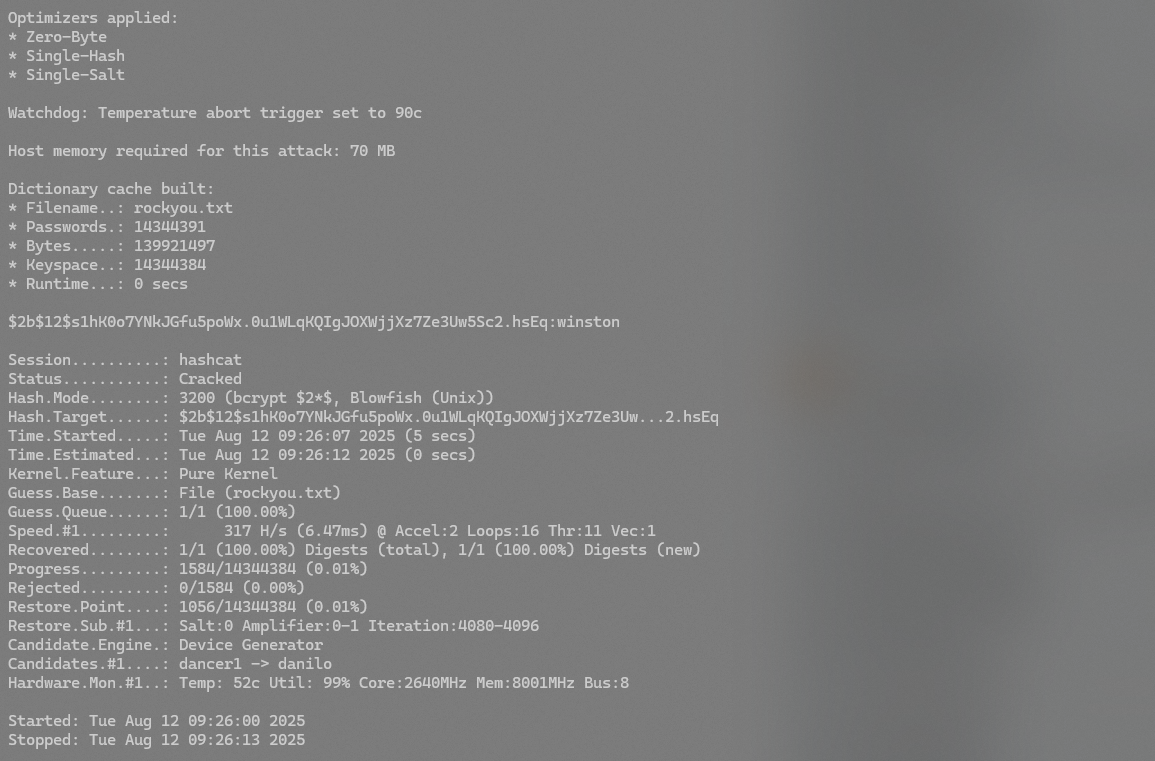 Optimizers applied:
* Zero-Byte
* Single-Hash
* Single-Salt
Watchdog: Temperature abort trigger set to 90c
Host memory required for this attack: 70 MB
Dictionary cache built:
* Filename..: rockyou.txt
* Passwords.: 14344391
* Bytes.....: 139921497
* Keyspace..: 14344384
* Runtime...: 0 secs
$2b$12$s1hK0o7YNkJGfu5poWx.0u1WLqKQIgJOXWjjXz7Ze3Uw5Sc2.hsEq:winston
Session..........: hashcat
Status...........: Cracked
Hash.Mode........: 3200 (bcrypt $2*$, Blowfish (Unix))
Hash.Target......: $2b$12$s1hK0o7YNkJGfu5poWx.0u1WLqKQIgJOXWjjXz7Ze3Uw...2.hsEq
Time.Started.....: Tue Aug 12 09:26:07 2025 (5 secs)
Time.Estimated...: Tue Aug 12 09:26:12 2025 (0 secs)
Kernel.Feature...: Pure Kernel
Guess.Base.......: File (rockyou.txt)
Guess.Queue......: 1/1 (100.00%)
Speed.#1.........:      317 H/s (6.47ms) @ Accel:2 Loops:16 Thr:11 Vec:1
Recovered........: 1/1 (100.00%) Digests (total), 1/1 (100.00%) Digests (new)
Progress.........: 1584/14344384 (0.01%)
Rejected.........: 0/1584 (0.00%)
Restore.Point....: 1056/14344384 (0.01%)
Restore.Sub.#1...: Salt:0 Amplifier:0-1 Iteration:4080-4096
Candidate.Engine.: Device Generator
Candidates.#1....: dancer1 -> danilo
Hardware.Mon.#1..: Temp: 52c Util: 99% Core:2640MHz Mem:8001MHz Bus:8
Started: Tue Aug 12 09:26:00 2025
Stopped: Tue Aug 12 09:26:13 2025